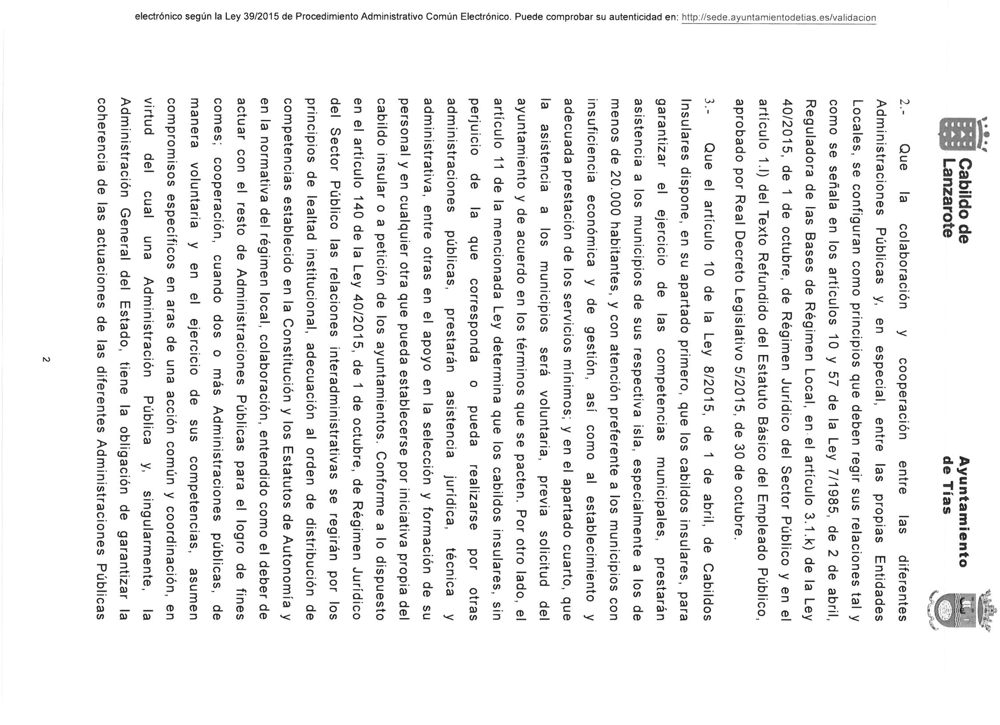 electrónico según la Ley 39/2015 de Procedimiento Administrativo Común Electrónico. Puede comprobar su autenticidad en: http://sede.ayuntamientodetias.es/validacion
Cabildo de
Lanzarote
Ayuntamiento
de Tías
2.- Que la colaboración y cooperación entre las diferentes
Administraciones Públicas y, en especial, entre las propias Entidades
Locales, se configuran como principios que deben regir sus relaciones tal y
como se señala en los artículos 10 y 57 de la Ley 7/1985, de 2 de abril,
Reguladora de las Bases de Régimen Local, en el artículo 3.1.k) de la Ley
40/2015, de 1 de octubre, de Régimen Jurídico del Sector Público y en el
artículo 1.l) del Texto Refundido del Estatuto Básico del Empleado Público,
aprobado por Real Decreto Legislativo 5/2015, de 30 de octubre.
3.- Que el artículo 10 de la Ley 8/2015, de 1 de abril, de Cabildos
Insulares dispone, en su apartado primero, que los cabildos insulares, para
garantizar el ejercicio de las competencias municipales, prestarán
asistencia a los municipios de sus respectiva isla, especialmente a los de
menos de 20.000 habitantes, y con atención preferente a los municipios con
insuficiencia económica y de gestión, así como al establecimiento y
adecuada prestación de los servicios mínimos; y en el apartado cuarto, que
la asistencia a los municipios será voluntaria, previa solicitud del
ayuntamiento y de acuerdo en los términos que se pacten. Por otro lado, el
artículo 11 de la mencionada Ley determina que los cabildos insulares, sin
perjuicio de la que corresponda o pueda realizarse por otras
administraciones públicas, prestarán asistencia jurídica, técnica y
administrativa, entre otras en el apoyo en la selección y formación de su
personal y en cualquier otra que pueda establecerse por iniciativa propia del
cabildo insular o a petición de los ayuntamientos. Conforme a lo dispuesto
en el artículo 140 de la Ley 40/2015, de 1 de octubre, de Régimen Jurídico
del Sector Público las relaciones interadministrativas se regirán por los
principios de lealtad institucional, adecuación al orden de distribución de
competencias establecido en la Constitución y los Estatutos de Autonomía y
en la normativa del régimen local, colaboración, entendido como el deber de
actuar con el resto de Administraciones Públicas para el logro de fines
comes; cooperación, cuando dos o más Administraciones públicas, de
manera voluntaria y en el ejercicio de sus competencias, asumen
compromisos específicos en aras de una acción común y coordinación, en
virtud del cual una Administración Pública y, singularmente, la
Administración General del Estado, tiene la obligación de garantizar la
coherencia de las actuaciones de las diferentes Administraciones Públicas
2